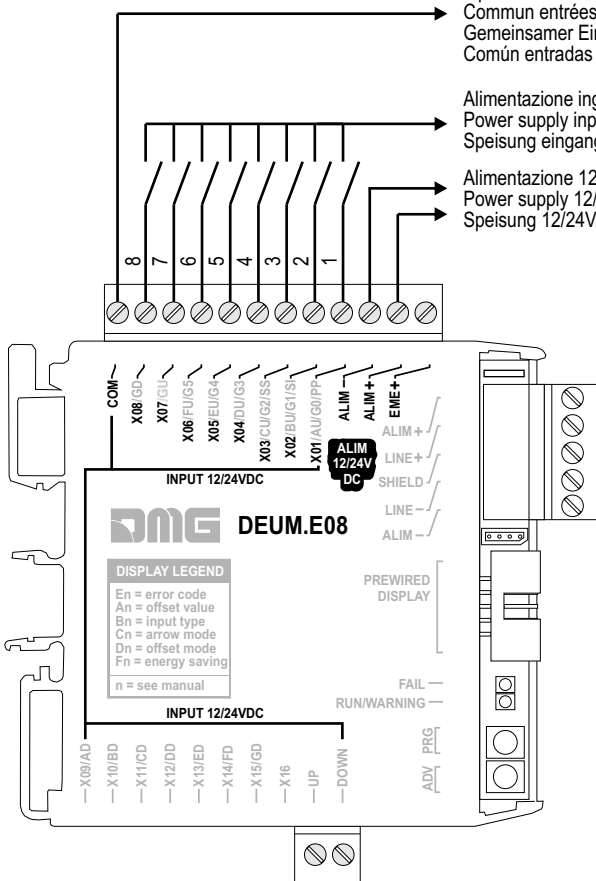 Commun entrées
Gemeinsamer Ein
Común entradas
Alimentazione ing
Power supply inp
Speisung eingang
Alimentazione 12
Power supply 12/
Speisung 12/24V
8
7
6
5
4
3
2
1
COM
X08/GD
X07/GU
X06/FU/G5
X05/EU/G4
X04/DU/G3
X03/CU/G2/SS
X02/BU/G1/SI
X01/AU/G0/PP
ALIM -
ALIM +
EME+
ALIM +
LINE+
SHIELD
LINE -
ALIM -
ALIM
12/24V
DC
INPUT 12/24VDC
DMG DEUM.E08
DISPLAY LEGEND
En = error code
An = offset value
Bn = input type
Cn = arrow mode
Dn = offset mode
Fn = energy saving
n = see manual
PREWIRED
DISPLAY
FAIL
RUN/WARNING
PRG
ADV
INPUT 12/24VDC
X09/AD
X10/BD
X11/CD
X12/DD
X13/ED
X14/FD
X15/GD
X16
UP
DOWN